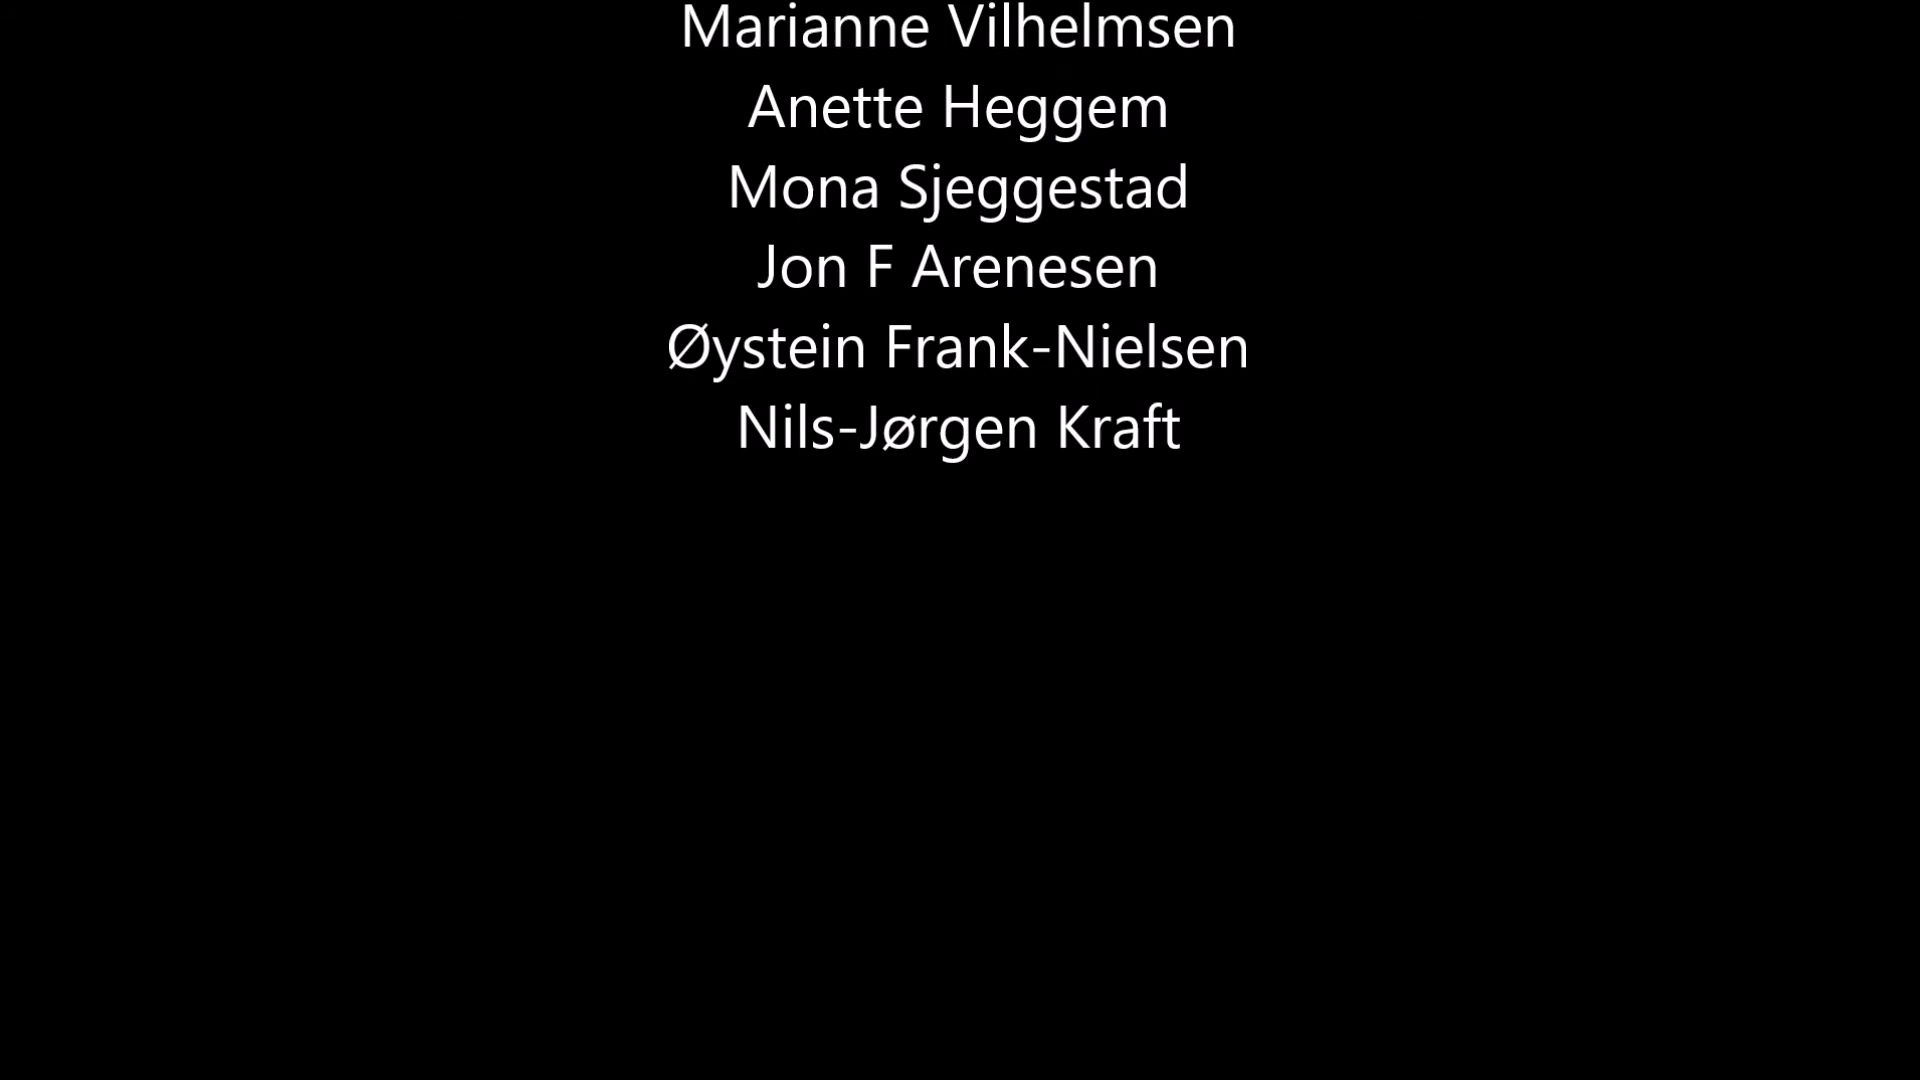 Marianne Vilhelmsen
Anette Heggem
Mona Sjeggestad
Jon F Arenesen
Øystein Frank-Nielsen
Nils-Jørgen Kraft